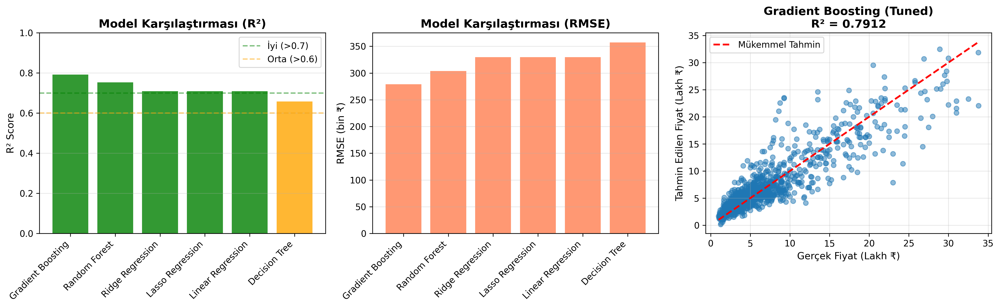 Model Karşılaştırması (R²)
R² Score
1.0
0.8
0.6
0.4
0.2
0.0
İyi (>0.7)
Orta (>0.6)
Gradient Boosting
Random Forest
Ridge Regression
Lasso Regression
Linear Regression
Decision Tree
Model Karşılaştırması (RMSE)
RMSE (bin ₹)
350
300
250
200
150
100
50
0
Gradient Boosting
Random Forest
Ridge Regression
Lasso Regression
Linear Regression
Decision Tree
Gradient Boosting (Tuned)
R² = 0.7912
Tahmin Edilen Fiyat (Lakh ₹)
35
30
25
20
15
10
5
0
Mükemmel Tahmin
0 5 10 15 20 25 30 35
Gerçek Fiyat (Lakh ₹)